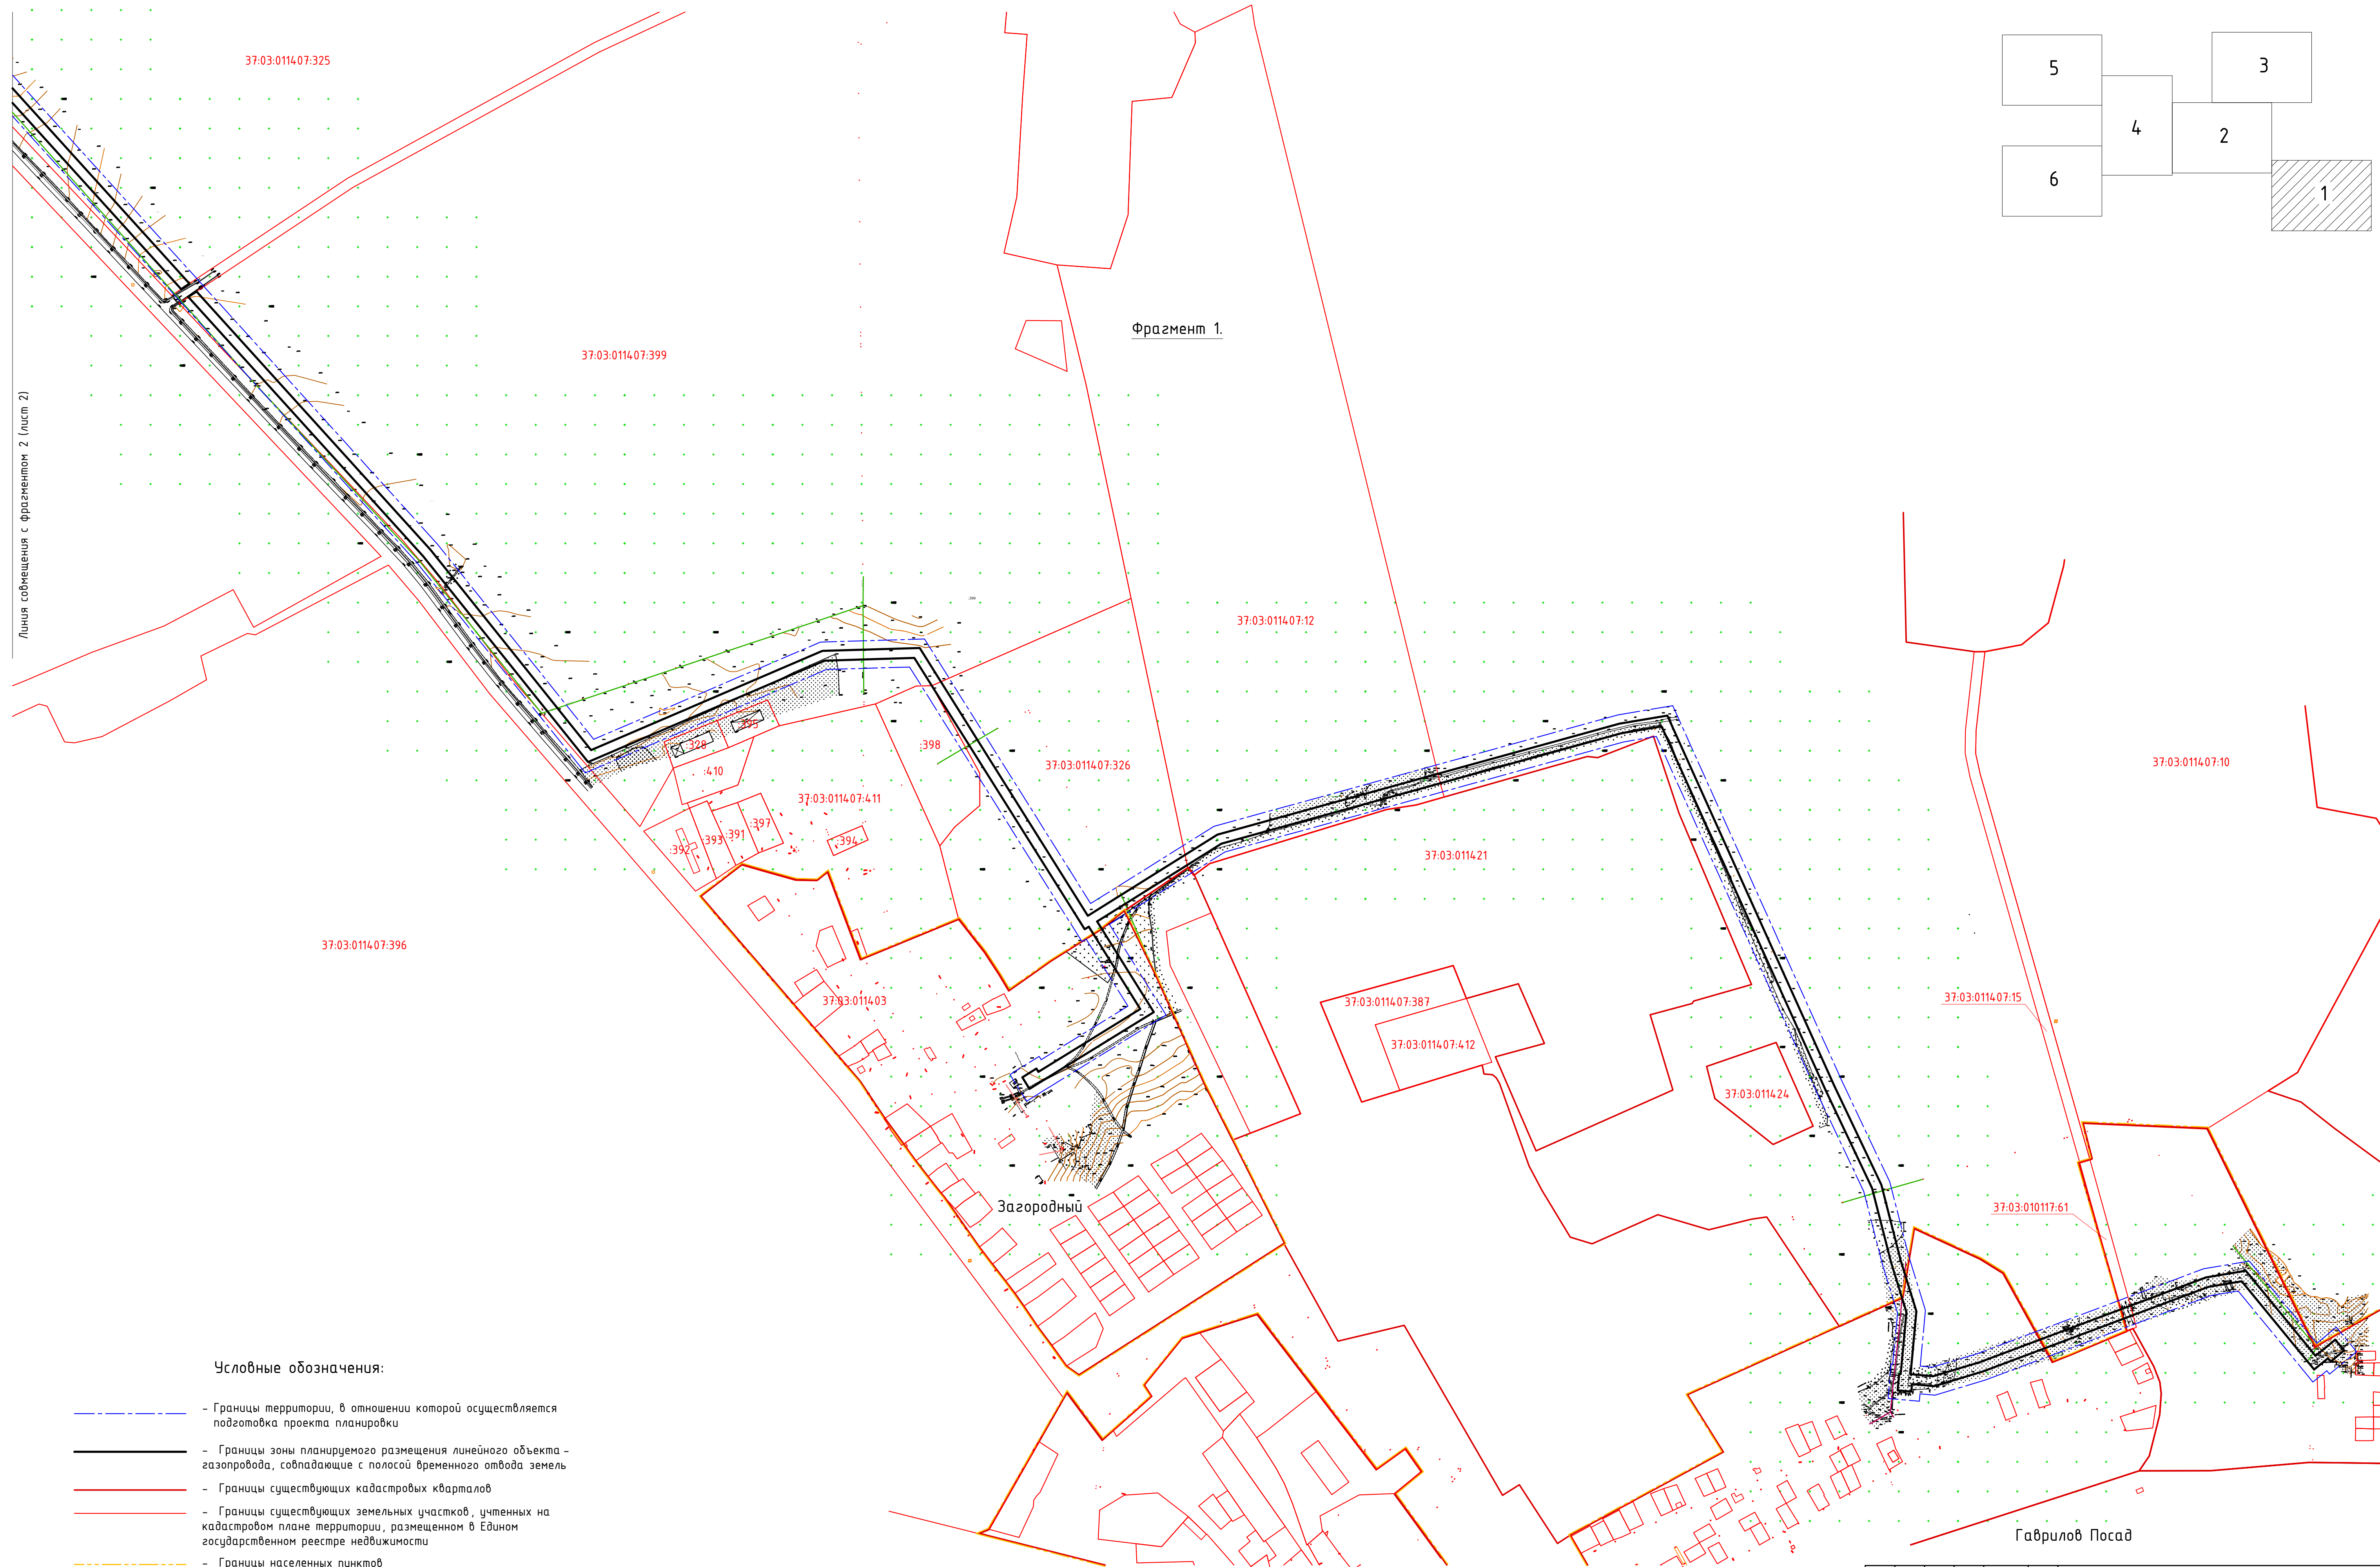 37:03:011407:325
5
3
4
2
6
1
Фрагмент 1.
37:03:011407:399
Линия совмещения с фрагментом 2 (лист 2)
37:03:011407:12
:395
:328
:398
:410
37:03:011407:326
37:03:011407:10
37:03:011407:411
:397
:391
:393
:392
:394
37:03:011421
37:03:011407:396
37:03:011403
37:03:011407:387
37:03:011407:15
37:03:011407:412
37:03:011424
Загородный
37:03:010117:61
Условные обозначения:
- Границы территории, в отношении которой осуществляется
подготовка проекта планировки
- Границы зоны планируемого размещения линейного объекта -
газопровода, совпадающие с полосой временного отвода земель
- Границы существующих кадастровых кварталов
- Границы существующих земельных участков, учтенных на
кадастровом плане территории, размещенном в Едином
государственном реестре недвижимости
- Границы населенных пунктов
Гаврилов Посад